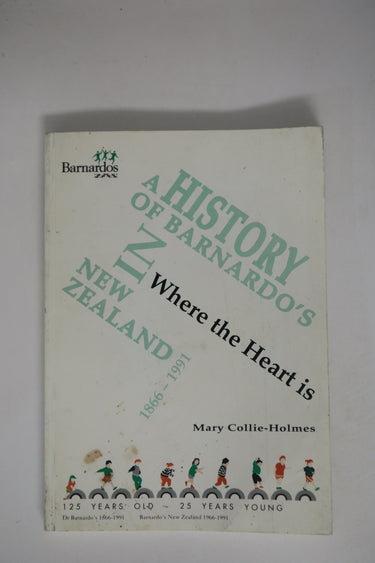 Barnardos
A HISTORY
OF BARNARDO'S
IN
NEW
ZEALAND
1866 - 1991
Where the Heart is
Mary Collie-Holmes
125 YEARS OLD ~ 25 YEARS YOUNG
Dr Barnardo's 1866-1991 Barnardo's New Zealand 1966-1991